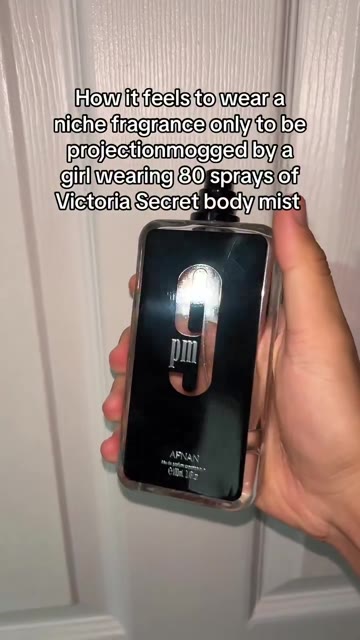 How it feels to wear a
niche fragrance only to be
projectionmogged by a
girl wearing 80 sprays of
Victoria Secret body mist
9
pm
AFNAN